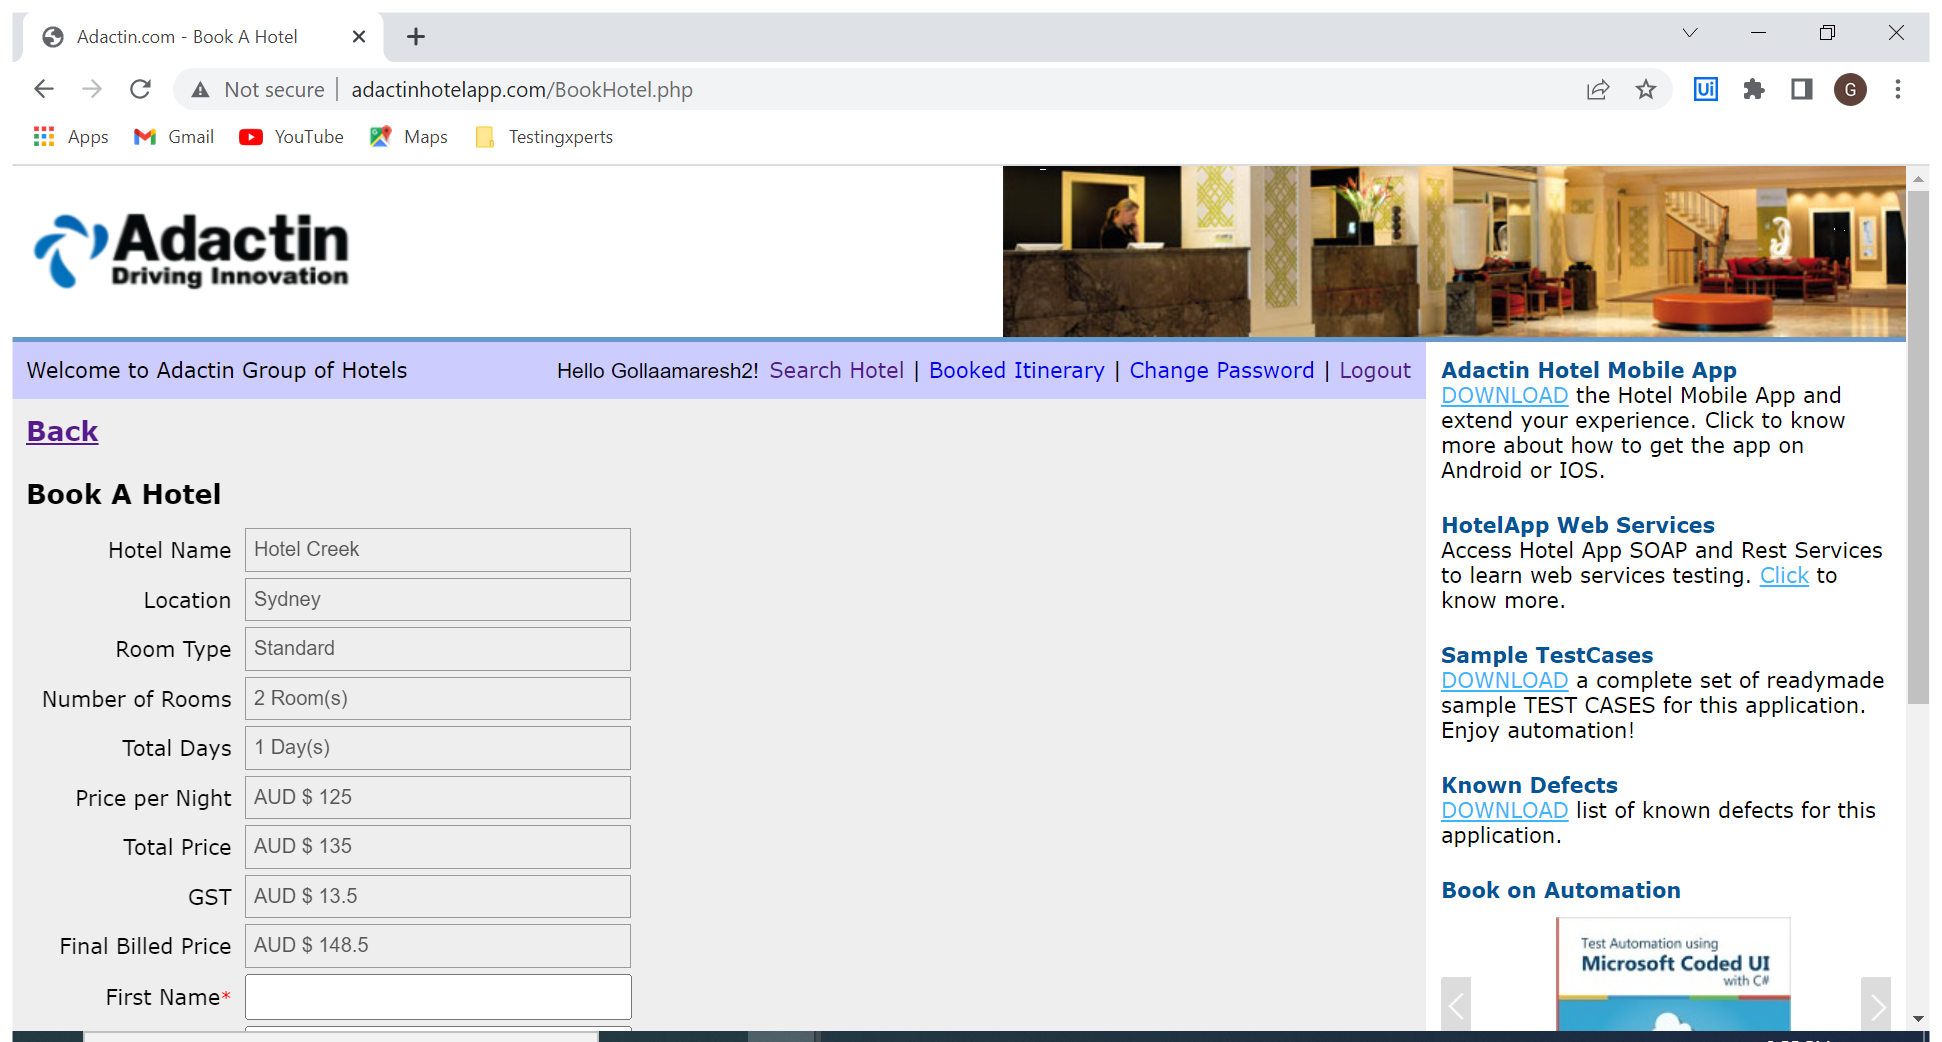 Adactin.com - Book A Hotel
Not secure | adactinhotelapp.com/BookHotel.php
Ui
G
Apps Gmail YouTube Maps Testingxperts
Adactin
Driving Innovation
Welcome to Adactin Group of Hotels Hello Gollaamaresh2! Search Hotel | Booked Itinerary | Change Password | Logout
Back
Book A Hotel
Hotel Name Hotel Creek
Location Sydney
Room Type Standard
Number of Rooms 2 Room(s)
Total Days 1 Day(s)
Price per Night AUD $ 125
Total Price AUD $ 135
GST AUD $ 13.5
Final Billed Price AUD $ 148.5
First Name*
Adactin Hotel Mobile App
DOWNLOAD the Hotel Mobile App and
extend your experience. Click to know
more about how to get the app on
Android or IOS.
HotelApp Web Services
Access Hotel App SOAP and Rest Services
to learn web services testing. Click to
know more.
Sample TestCases
DOWNLOAD a complete set of readymade
sample TEST CASES for this application.
Enjoy automation!
Known Defects
DOWNLOAD list of known defects for this
application.
Book on Automation
Test Automation using
Microsoft Coded UI
with C#